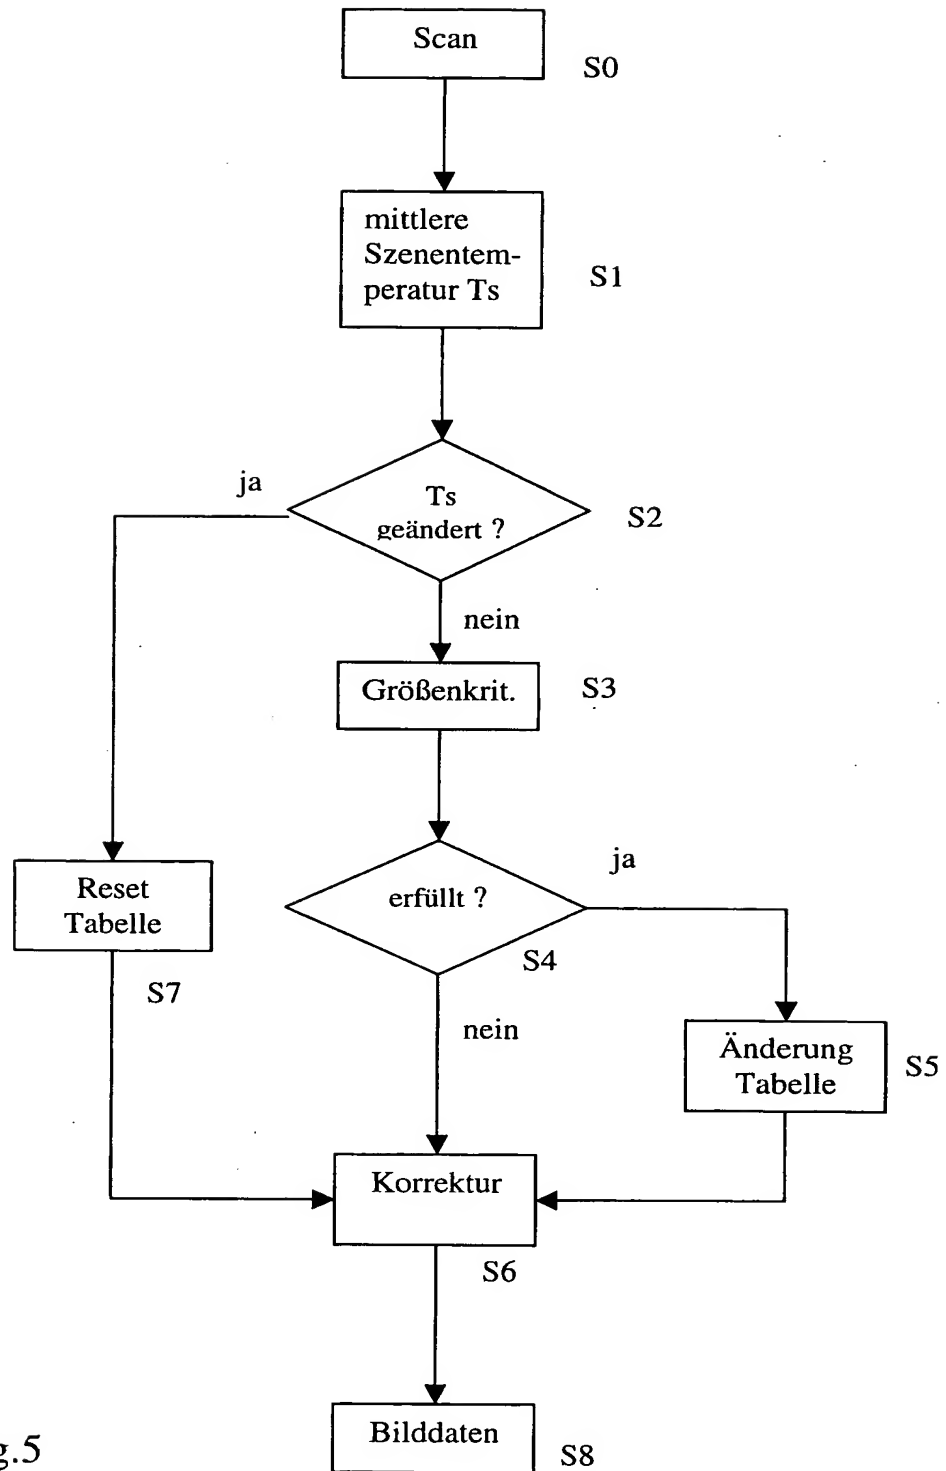 Scan
S0
mittlere
Szenentem-
peratur Ts
S1
ja
Ts
geändert ?
S2
nein
Größenkrit.
S3
erfüllt ?
ja
S4
Reset
Tabelle
S7
nein
Änderung
Tabelle
S5
Korrektur
S6
Bilddaten
S8
g.5